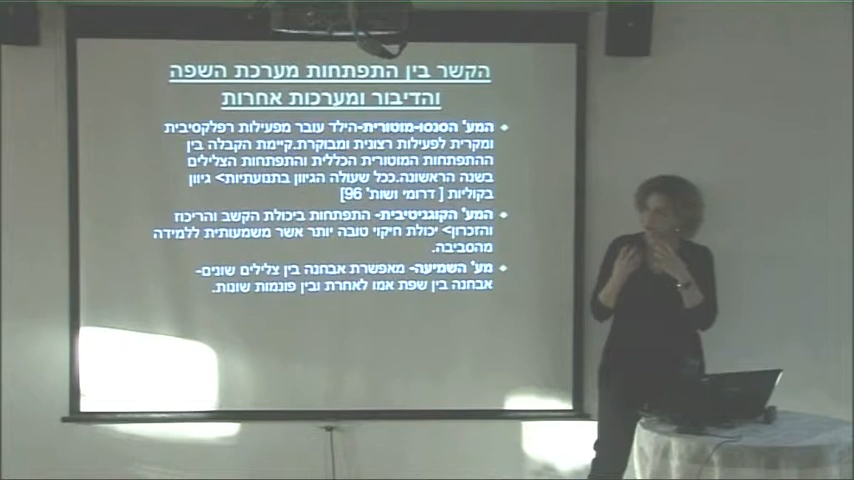 הקשר בין התפתחות מערכת השפה
והדיבור ומערכות אחרות
המע' הסנסו-מוטורית-הילד עובר מפעילות רפלקסיבית
ומקרית לפעילות רצונית ומבוקרת.קיימת הקבלה בין
ההתפתחות המוטורית הכללית והתפתחות הצלילים
בשנה הראשונה.ככל שעולה הגיוון בתנועתיות> גיוון
בקוליות [ דרומי ושות' 96]
המע' הקוגניטיבית- התפתחות ביכולת הקשב והריכוז
והזכרון> יכולת חיקוי טובה יותר אשר משמעותית ללמידה
מהסביבה.
מע' השמיעה- מאפשרת אבחנה בין צלילים שונים-
אבחנה בין שפת אמו לאחרת ובין פונמות שונות.